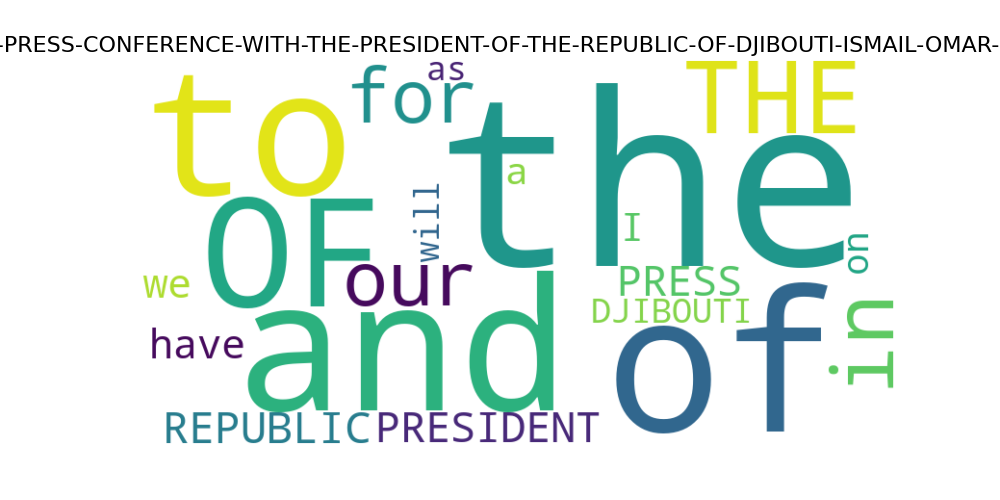 -PRESS-CONFERENCE-WITH-THE-PRESIDENT-OF-THE-REPUBLIC-OF-DJIBOUTI-ISMAIL-OMAR-
as
for
THE
to
the
a
will
OF
I
on
our
PRESS
we
DJIBOUTI
and
of
in
have
REPUBLIC
PRESIDENT